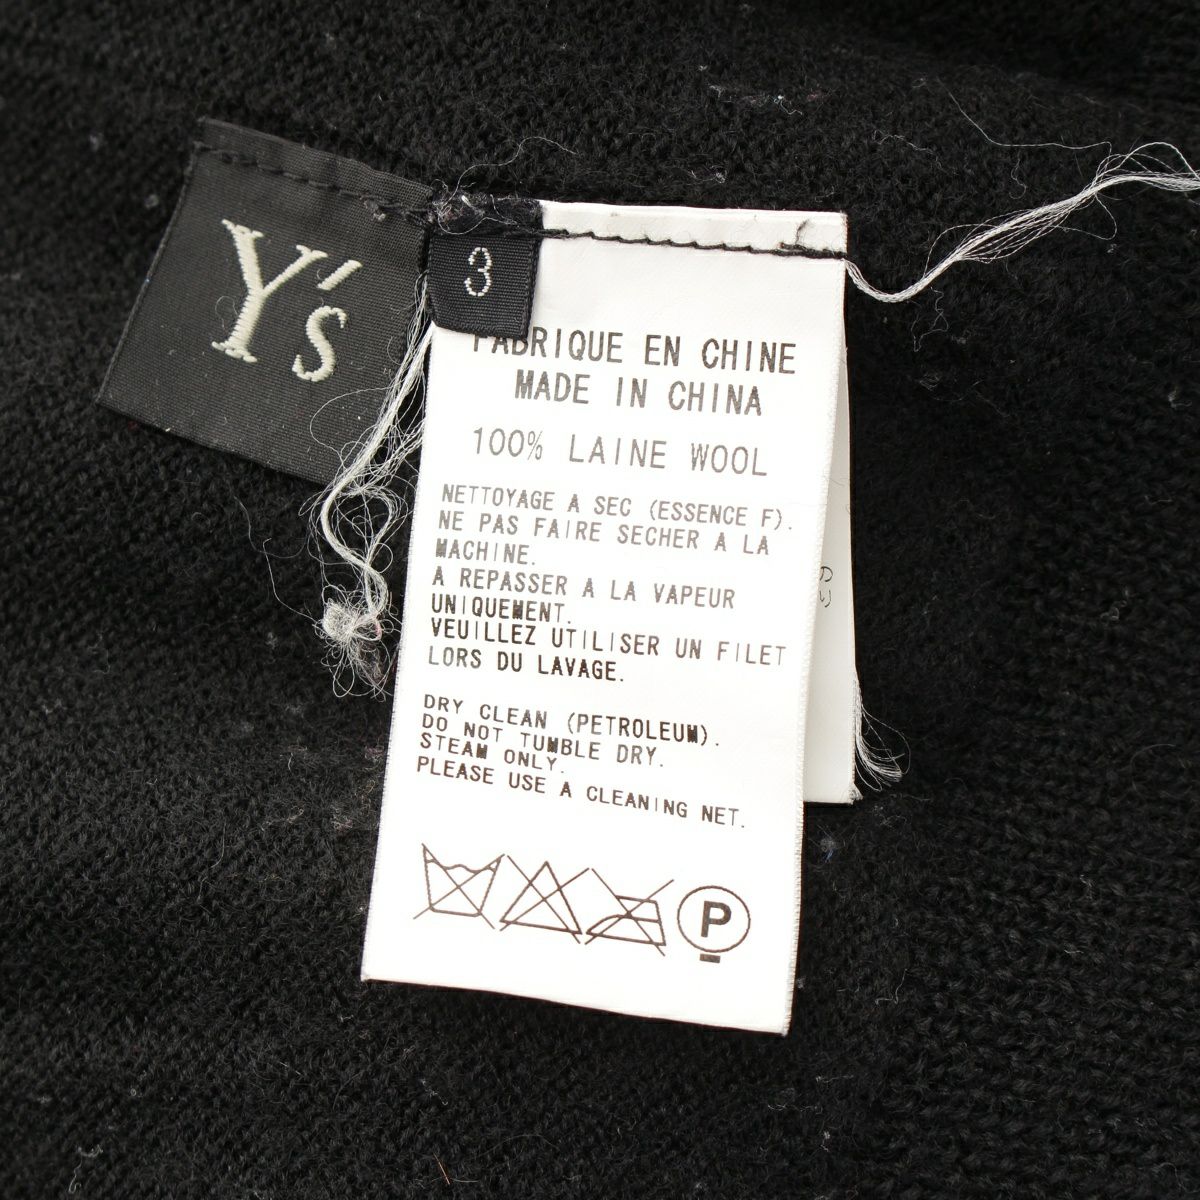 Y's
3
FABRIQUE EN CHINE
MADE IN CHINA
100% LAINE WOOL
NETTOYAGE A SEC (ESSENCE F).
NE PAS FAIRE SECHER A LA
MACHINE.
A REPASSER A LA VAPEUR
UNIQUEMENT.
VEUILLEZ UTILISER UN FILET
LORS DU LAVAGE.
DRY CLEAN (PETROLEUM).
DO NOT TUMBLE DRY.
STEAM ONLY.
PLEASE USE A CLEANING NET.
P